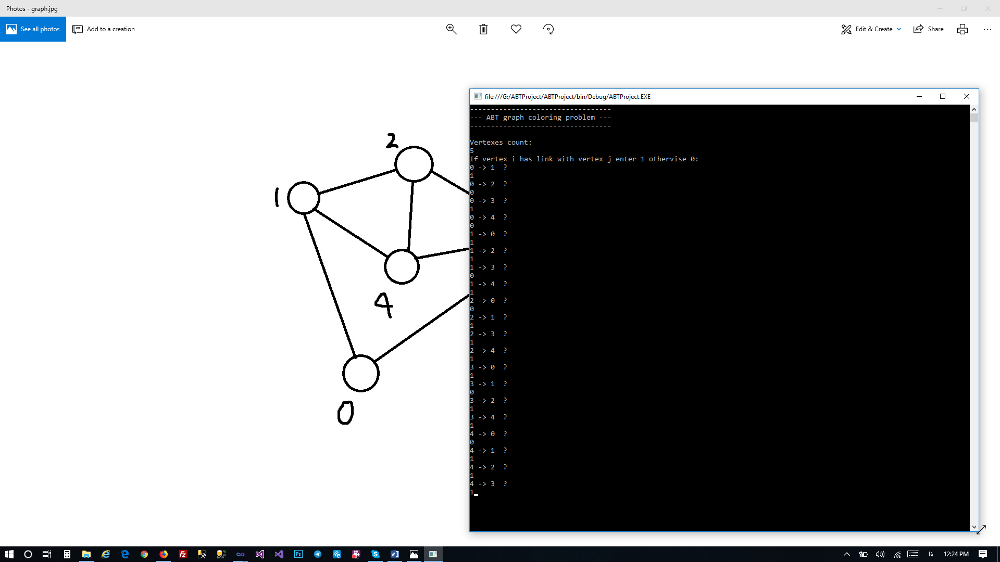 Photos - graph.jpg
See all photos
Add to a creation
Edit & Create
Share
2
1
4
0
file:///G:/ABTProject/ABTProject/bin/Debug/ABTProject.EXE
----------------------------------
--- ABT graph coloring problem ---
----------------------------------
Vertexes count:
5
If vertex i has link with vertex j enter 1 othervise 0:
0 -> 1  ?
1
0 -> 2  ?
0
0 -> 3  ?
1
0 -> 4  ?
0
1 -> 0  ?
1
1 -> 2  ?
1
1 -> 3  ?
0
1 -> 4  ?
1
2 -> 0  ?
0
2 -> 1  ?
1
2 -> 3  ?
1
2 -> 4  ?
1
3 -> 0  ?
1
3 -> 1  ?
0
3 -> 2  ?
1
3 -> 4  ?
1
4 -> 0  ?
0
4 -> 1  ?
1
4 -> 2  ?
1
4 -> 3  ?
1
فا
12:24 PM